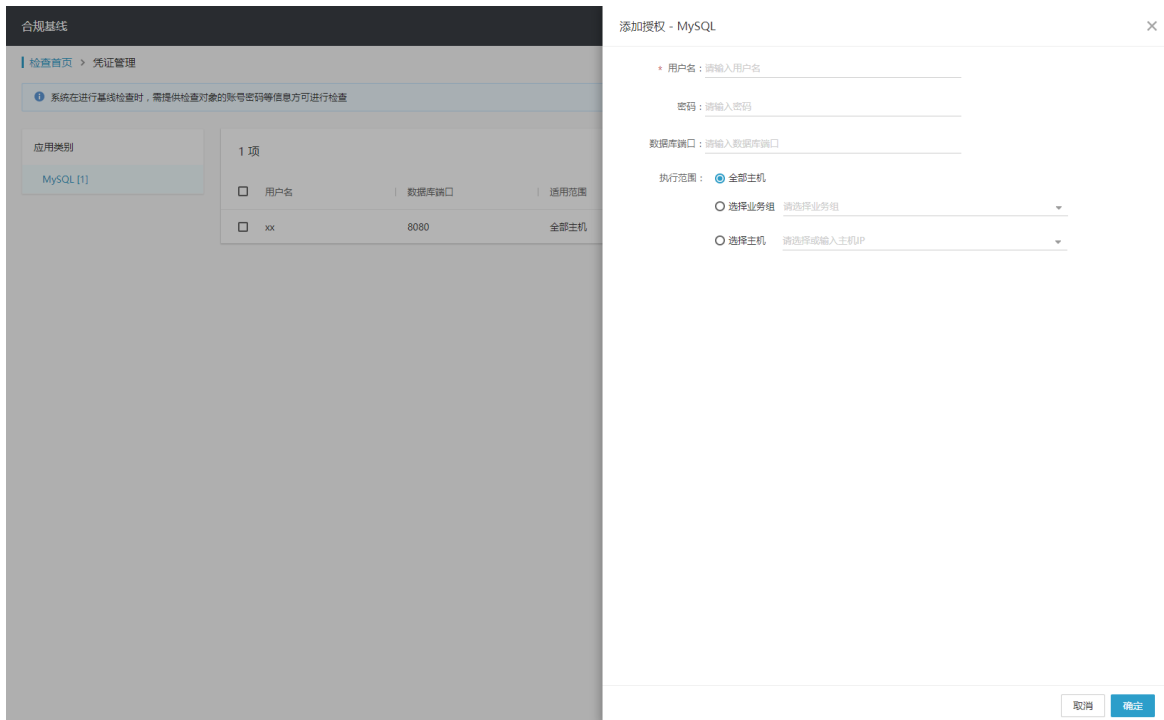 合规基线
检查首页 > 凭证管理
系统在进行基线检查时，需提供检查对象的账号密码等信息方可进行检查
应用类别
MySQL [1]
1 项
用户名 数据库端口 适用范围
xx 8080 全部主机
添加授权 - MySQL
* 用户名：请输入用户名
密码：请输入密码
数据库端口：请输入数据库端口
执行范围： 全部主机
选择业务组 请选择业务组
选择主机 请选择或输入主机IP
取消 确定